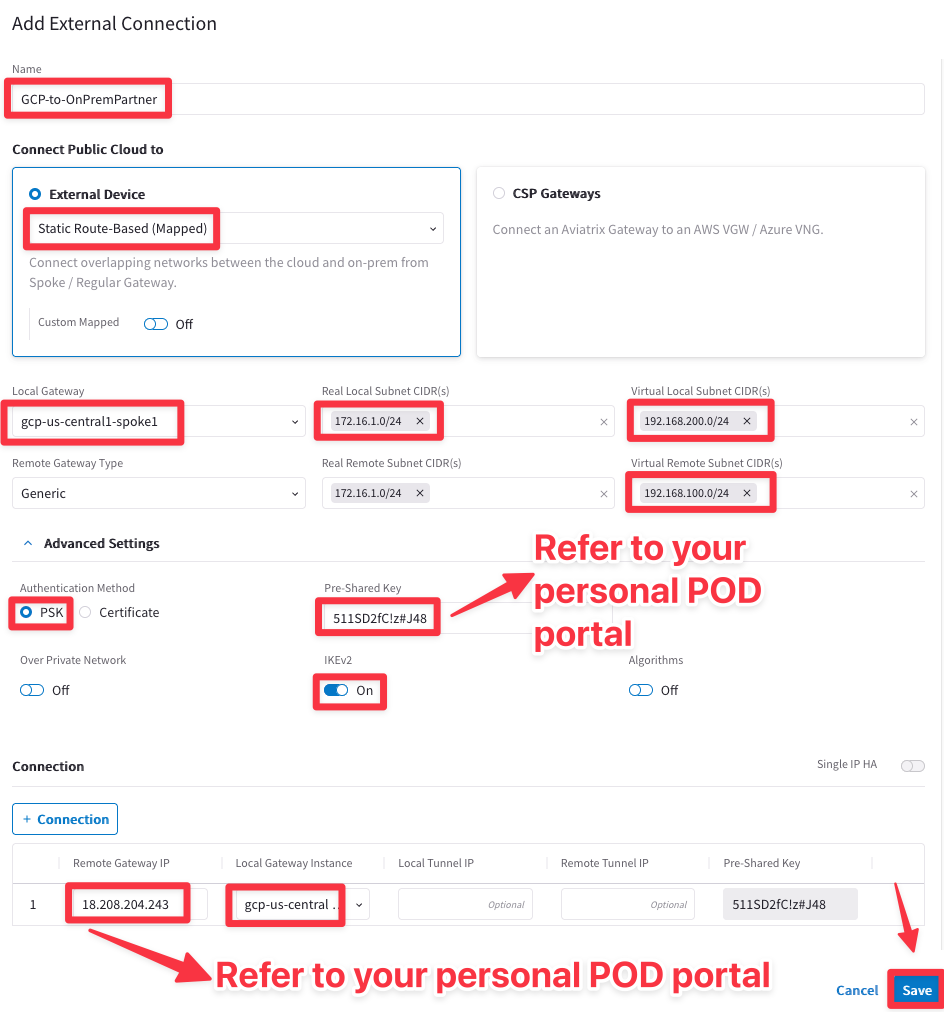 Add External Connection
Name
GCP-to-OnPremPartner
Connect Public Cloud to
External Device
Static Route-Based (Mapped)
Connect overlapping networks between the cloud and on-prem from
Spoke / Regular Gateway.
Custom Mapped Off
CSP Gateways
Connect an Aviatrix Gateway to an AWS VGW / Azure VNG.
Local Gateway Real Local Subnet CIDR(s) Virtual Local Subnet CIDR(s)
gcp-us-central1-spoke1 172.16.1.0/24 192.168.200.0/24
Remote Gateway Type Real Remote Subnet CIDR(s) Virtual Remote Subnet CIDR(s)
Generic 172.16.1.0/24 192.168.100.0/24
Advanced Settings
Refer to your
personal POD
portal
Authentication Method Pre-Shared Key
PSK Certificate 511SD2fC!z#J48
Over Private Network IKEv2 Algorithms
Off On Off
Connection Single IP HA
+ Connection
Remote Gateway IP Local Gateway Instance Local Tunnel IP Remote Tunnel IP Pre-Shared Key
1 18.208.204.243 gcp-us-central ... Optional Optional 511SD2fC!z#J48
Refer to your personal POD portal
Cancel Save